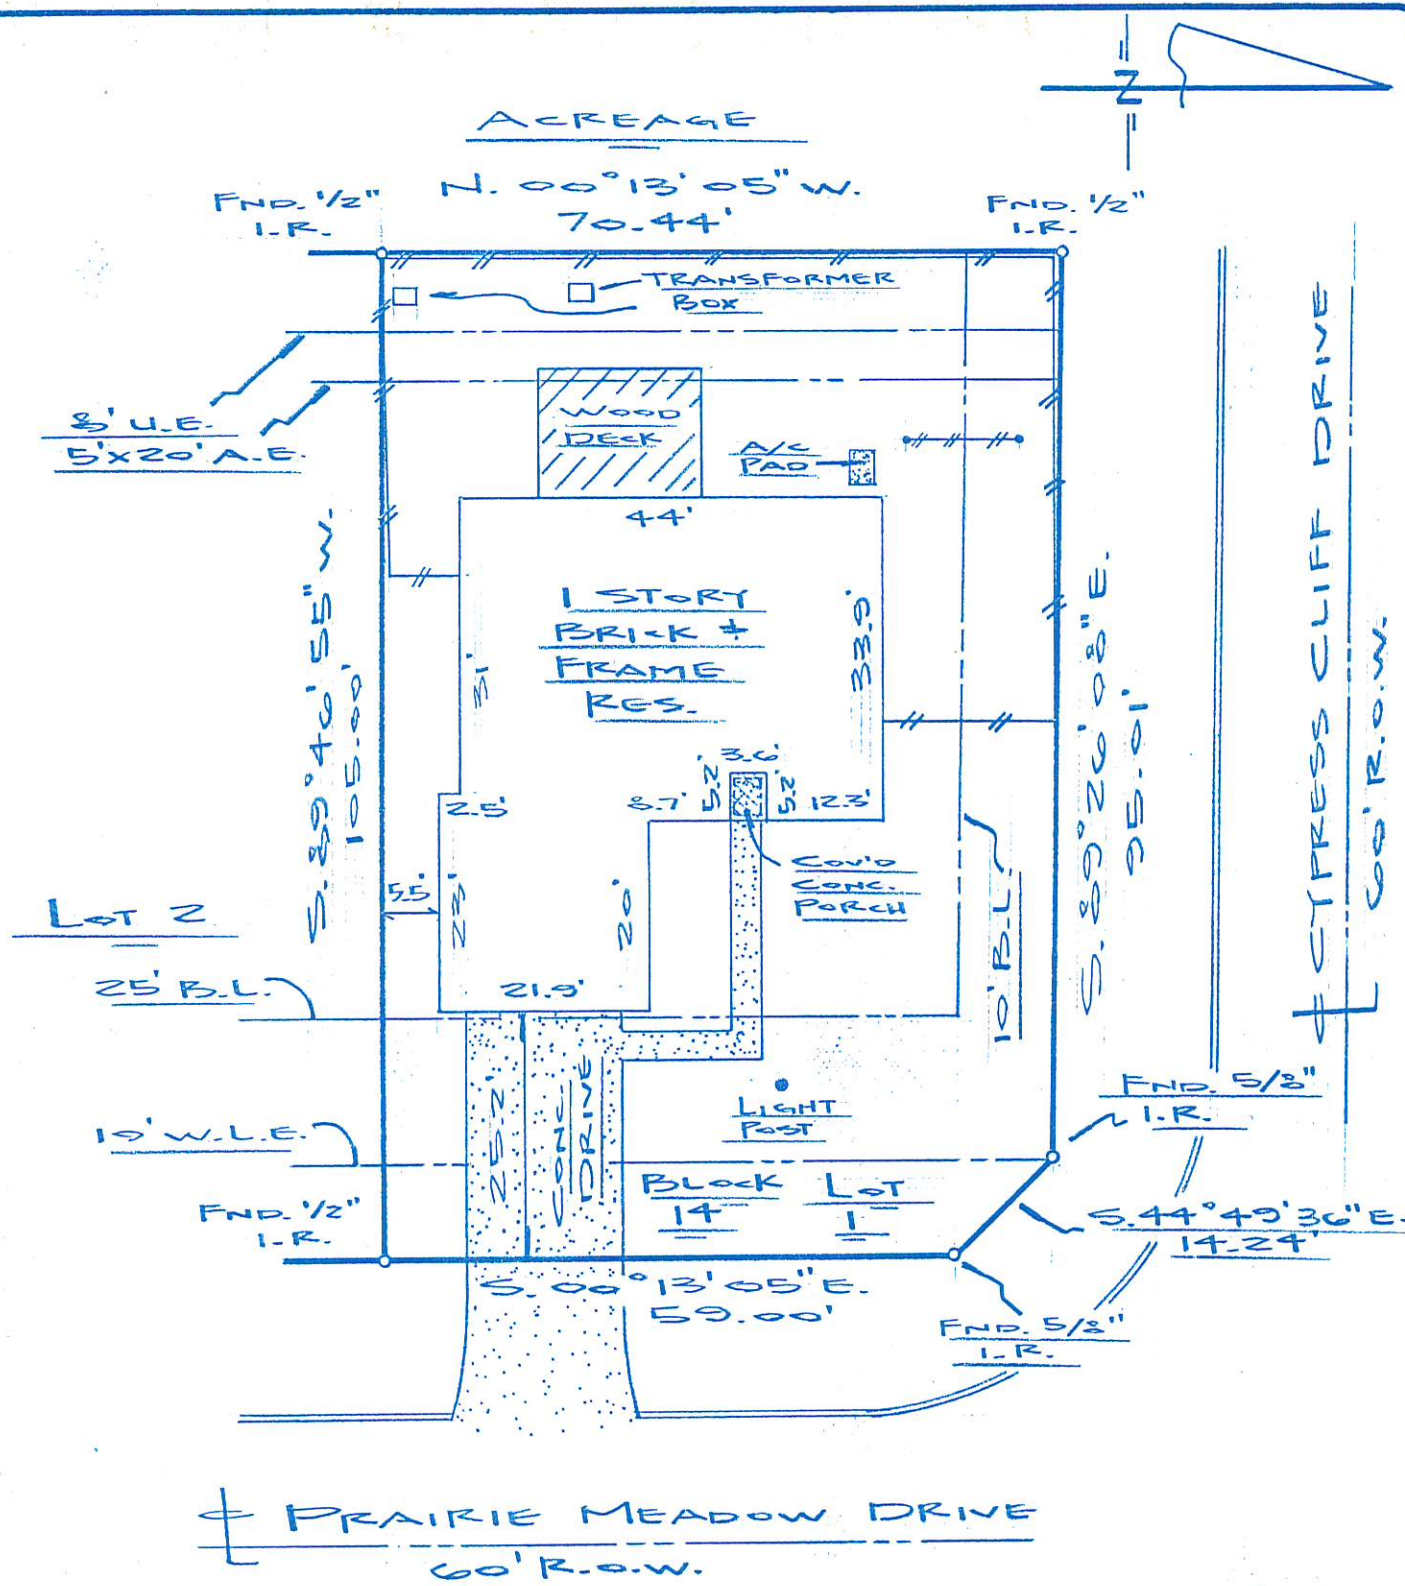 N
ACREAGE
N. 00°13'05" W.
70.44'
FND. 1/2"
I.R.
FND. 1/2"
I.R.
TRANSFORMER
BOX
8' U.E.
5'X20' A.E.
WOOD
DECK
A/C
PAD
44'
1 STORY
BRICK &
FRAME
RES.
31'
33.9'
S. 89°46'55" W.
105.00'
S. 89°26'08" E.
95.01'
CYPRESS CLIFF DRIVE
60' R.O.W.
3.6'
5.2'
5.2'
2.5'
8.7'
12.3'
COV'D
CONC.
PORCH
5.5'
23'
20'
LOT 2
25' B.L.
10' B.L.
21.9'
25.2'
CONC.
DRIVE
LIGHT
POST
FND. 5/8"
I.R.
10' W.L.E.
BLOCK
14
LOT
1
FND. 1/2"
I.R.
S. 44°49'36" E.
14.24'
S. 00°13'05" E.
59.00'
FND. 5/8"
I.R.
PRAIRIE MEADOW DRIVE
60' R.O.W.